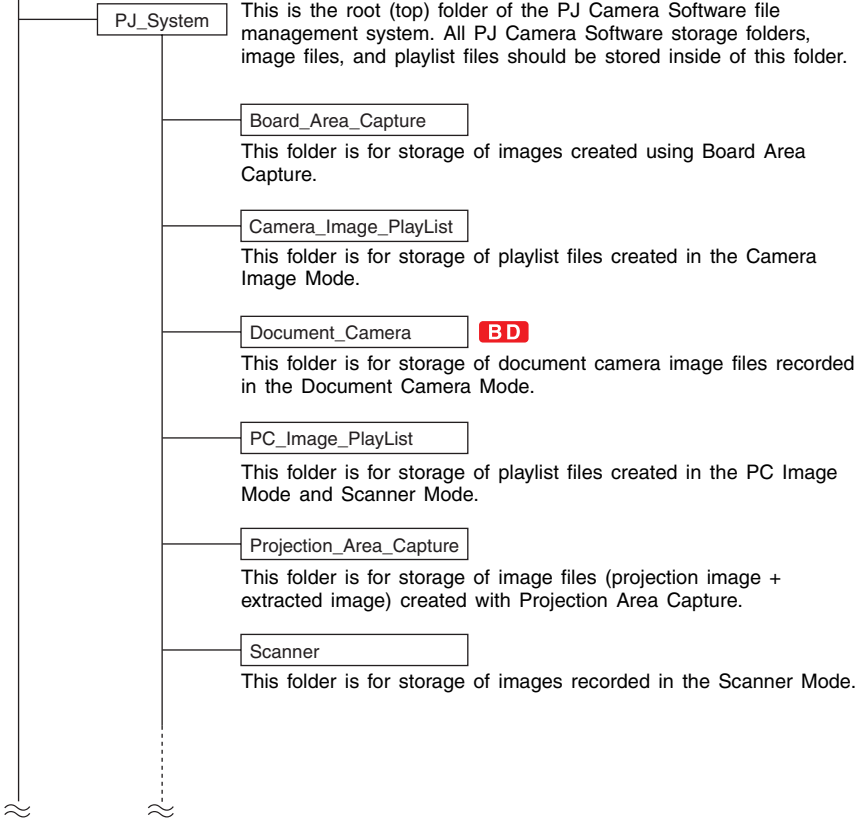 PJ_System
This is the root (top) folder of the PJ Camera Software file
management system. All PJ Camera Software storage folders,
image files, and playlist files should be stored inside of this folder.
Board_Area_Capture
This folder is for storage of images created using Board Area
Capture.
Camera_Image_PlayList
This folder is for storage of playlist files created in the Camera
Image Mode.
Document_Camera
BD
This folder is for storage of document camera image files recorded
in the Document Camera Mode.
PC_Image_PlayList
This folder is for storage of playlist files created in the PC Image
Mode and Scanner Mode.
Projection_Area_Capture
This folder is for storage of image files (projection image +
extracted image) created with Projection Area Capture.
Scanner
This folder is for storage of images recorded in the Scanner Mode.